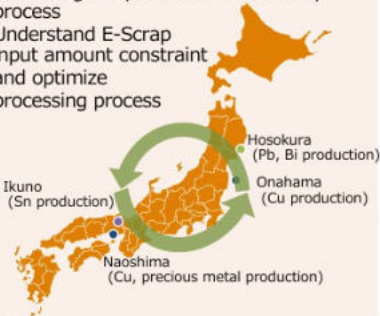 process
Understand E-Scrap
input amount constraint
and optimize
processing process
Hosokura
(Pb, Bi production)
Onahama
(Cu production)
Ikuno
(Sn production)
Naoshima
(Cu, precious metal production)